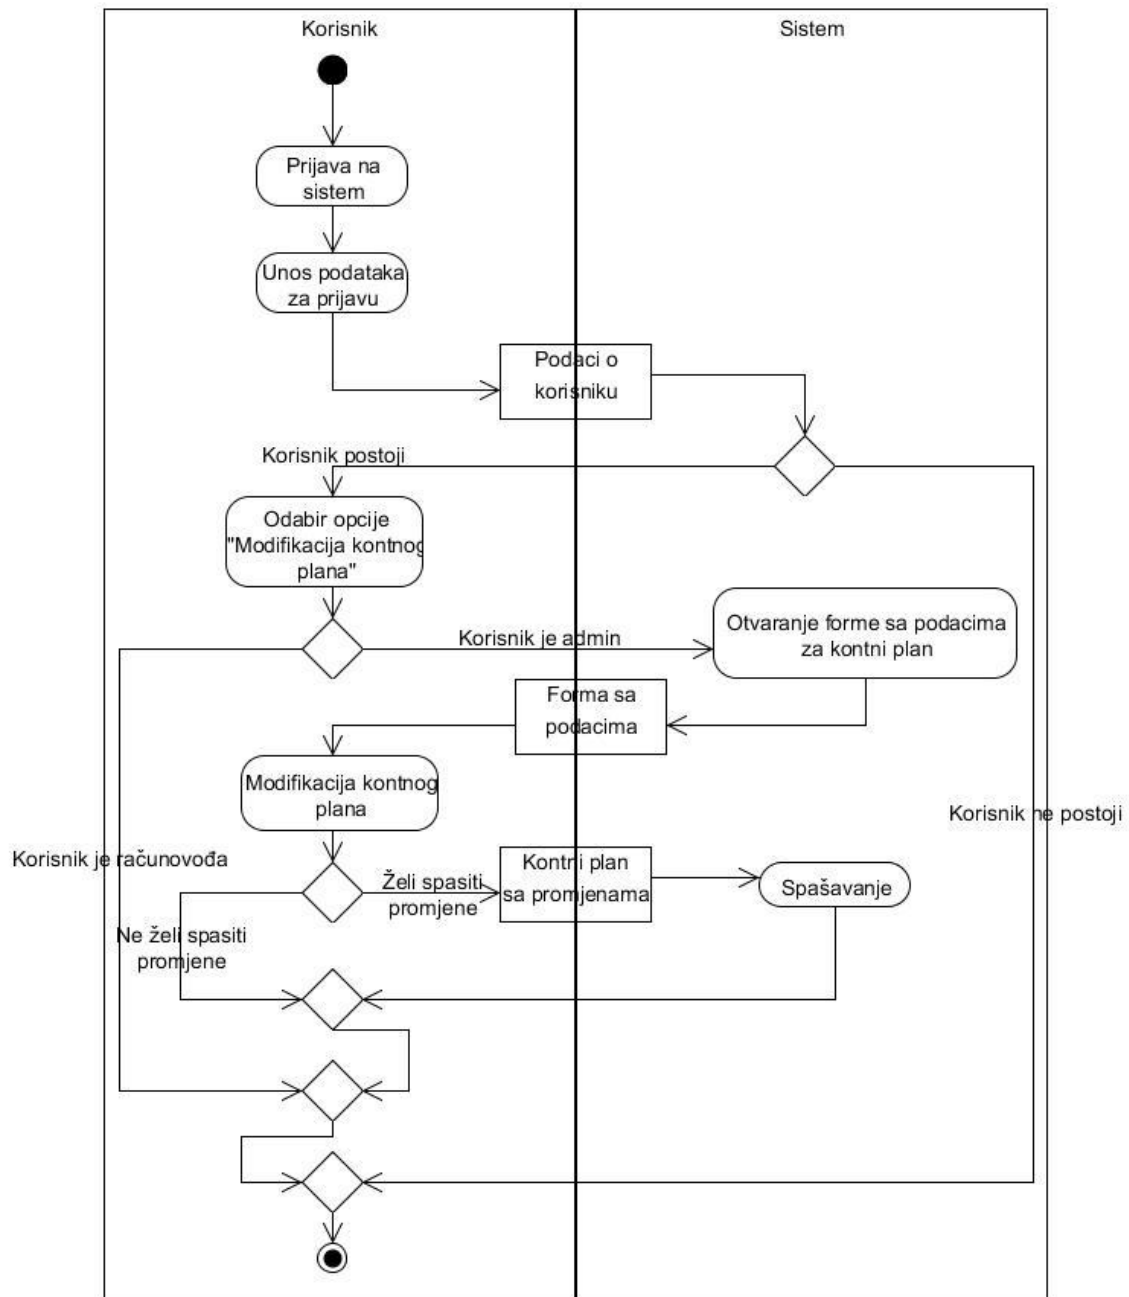 Korisnik
Sistem
Prijava na
sistem
Unos podataka
za prijavu
Podaci o
korisniku
Korisnik postoji
Odabir opcije
"Modifikacija kontnog
plana"
Korisnik je admin
Otvaranje forme sa podacima
za kontni plan
Forma sa
podacima
Modifikacija kontnog
plana
Korisnik ne postoji
Korisnik je računovođa
Želi spasiti
promjene
Kontni plan
sa promjenama
Spašavanje
Ne želi spasiti
promjene